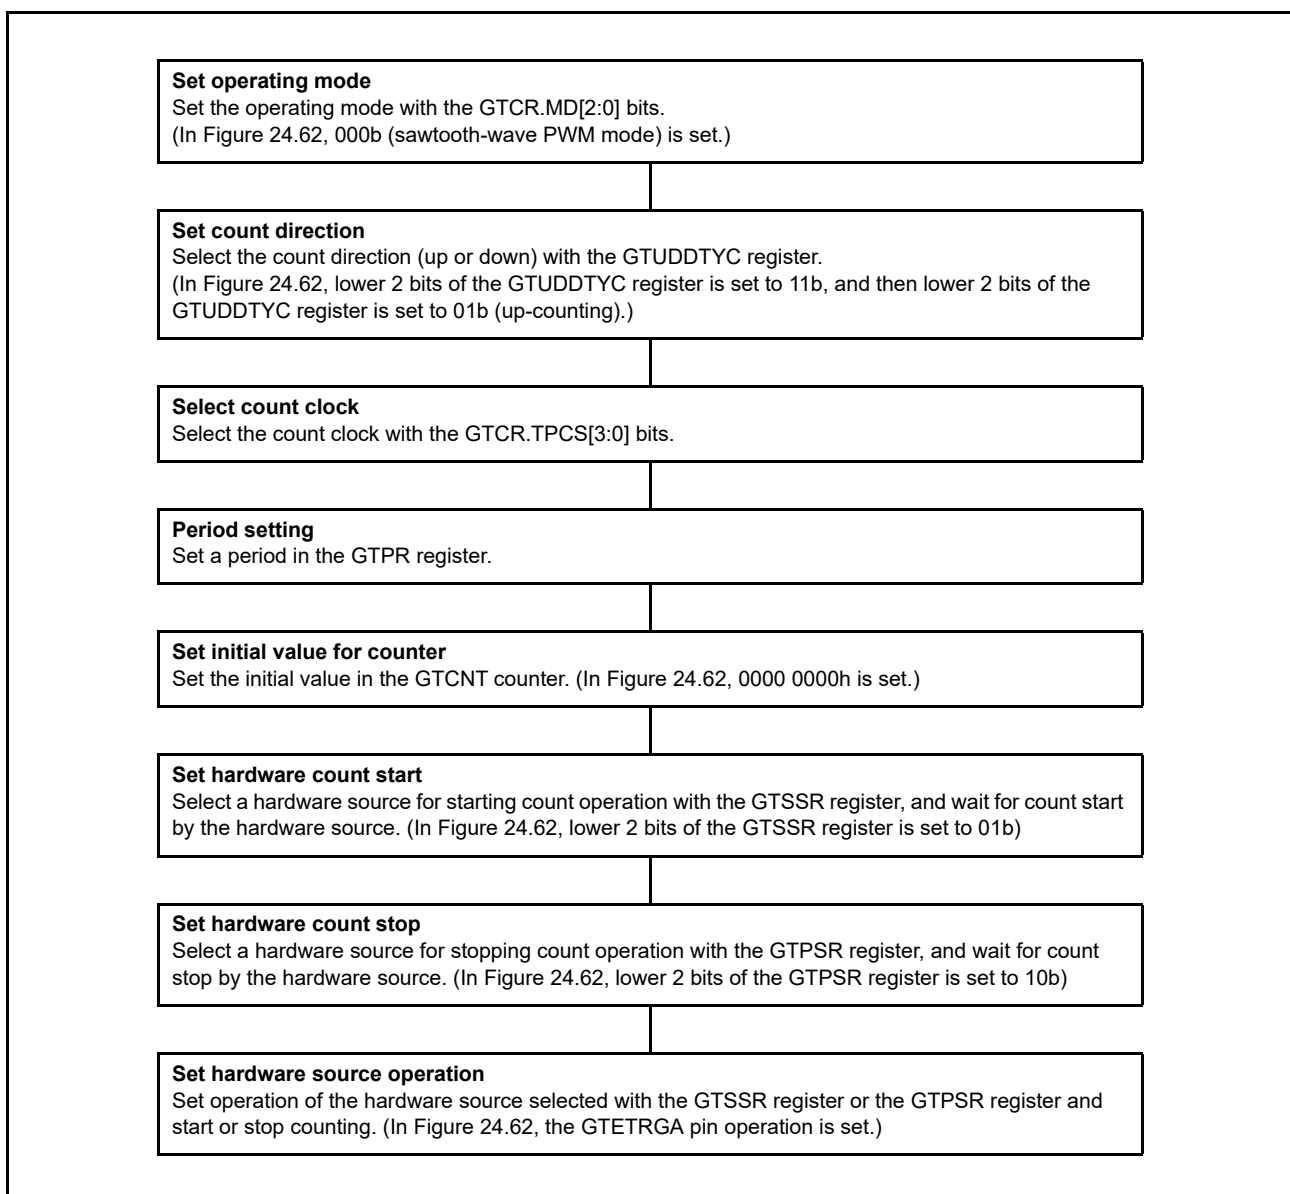 Set operating mode
Set the operating mode with the GTCR.MD[2:0] bits.
(In Figure 24.62, 000b (sawtooth-wave PWM mode) is set.)
Set count direction
Select the count direction (up or down) with the GTUDDTYC register.
(In Figure 24.62, lower 2 bits of the GTUDDTYC register is set to 11b, and then lower 2 bits of the
GTUDDTYC register is set to 01b (up-counting).)
Select count clock
Select the count clock with the GTCR.TPCS[3:0] bits.
Period setting
Set a period in the GTPR register.
Set initial value for counter
Set the initial value in the GTCNT counter. (In Figure 24.62, 0000 0000h is set.)
Set hardware count start
Select a hardware source for starting count operation with the GTSSR register, and wait for count start
by the hardware source. (In Figure 24.62, lower 2 bits of the GTSSR register is set to 01b)
Set hardware count stop
Select a hardware source for stopping count operation with the GTPSR register, and wait for count
stop by the hardware source. (In Figure 24.62, lower 2 bits of the GTPSR register is set to 10b)
Set hardware source operation
Set operation of the hardware source selected with the GTSSR register or the GTPSR register and
start or stop counting. (In Figure 24.62, the GTETRGA pin operation is set.)